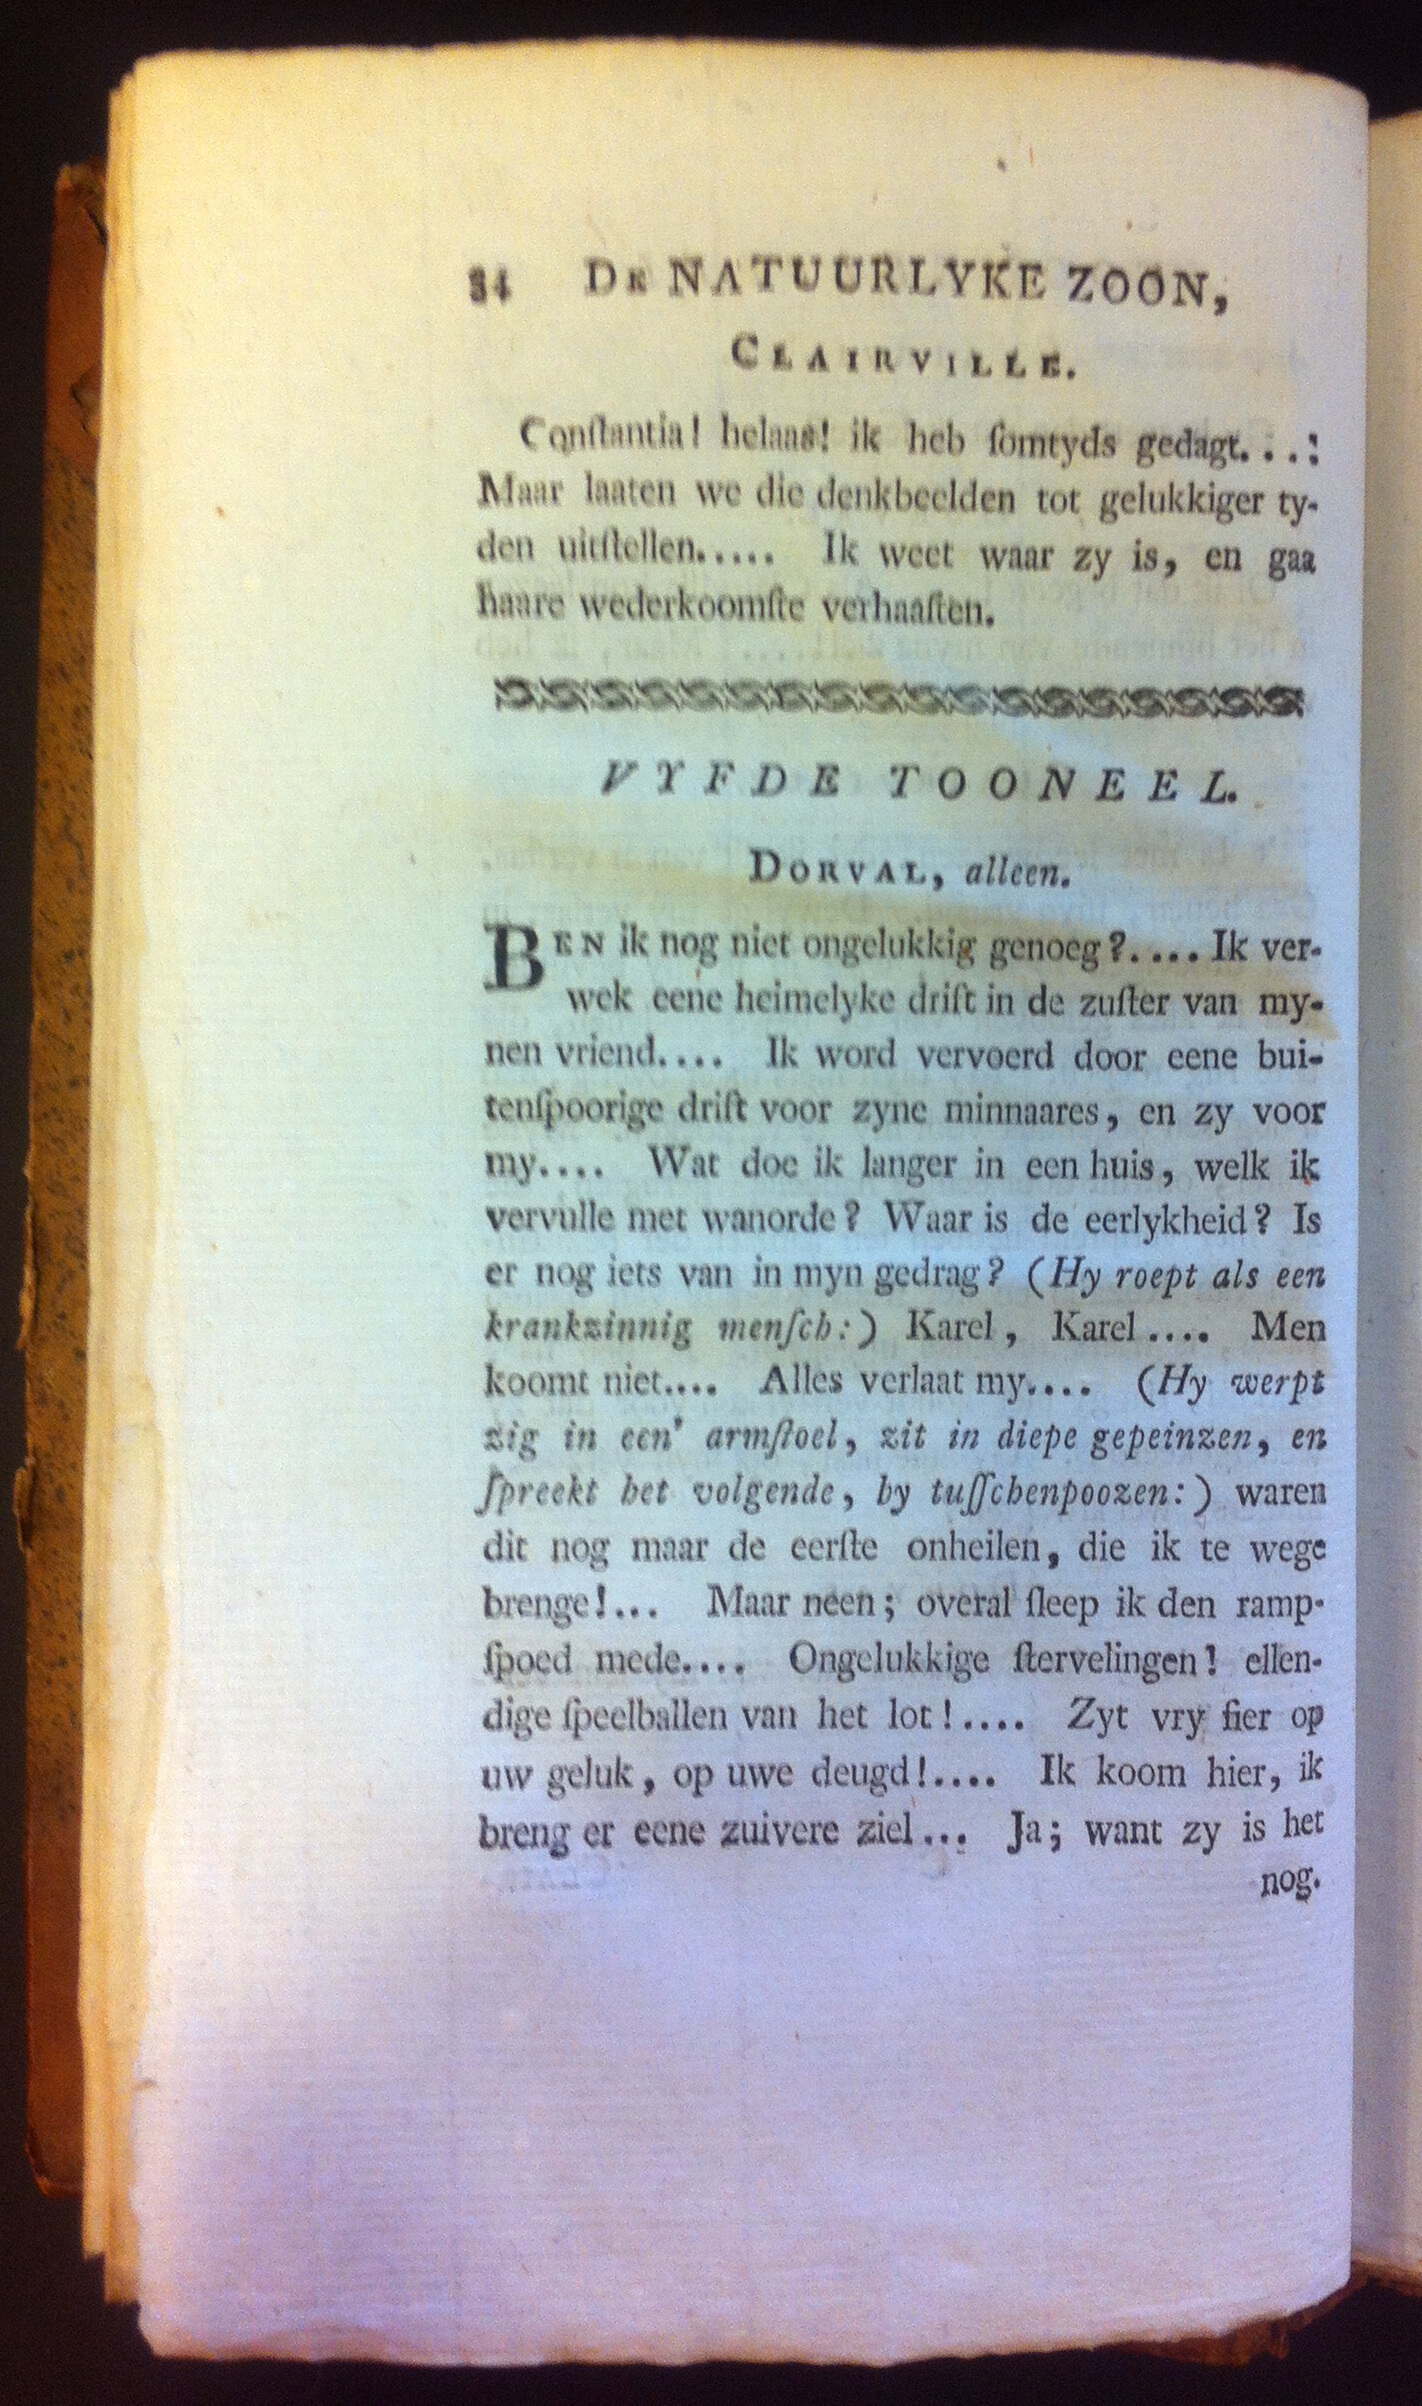 84 De NATUURLYKE ZOON,
CLAIRVILLE.
Conſtantia! helaas! ik heb ſomtyds gedagt. . . .:
Maar laaten we die denkbeelden tot gelukkiger ty-
den uitſtellen..... Ik weet waar zy is, en gaa
haare wederkoomſte verhaaſten.
VYFDE TOONEEL.
DORVAL, alleen.
BEN ik nog niet ongelukkig genoeg?.... Ik ver-
wek eene heimelyke drift in de zuſter van my-
nen vriend.... Ik word vervoerd door eene bui-
tenſpoorige drift voor zyne minnaares, en zy voor
my.... Wat doe ik langer in een huis, welk ik
vervulle met wanorde? Waar is de eerlykheid? Is
er nog iets van in myn gedrag? (Hy roept als een
krankzinnig menſch:) Karel, Karel.... Men
koomt niet.... Alles verlaat my.... (Hy werpt
zig in een' armſtoel, zit in diepe gepeinzen, en
ſpreekt het volgende, by tuſſchenpoozen:) waren
dit nog maar de eerſte onheilen, die ik te wege
brenge!... Maar neen; overal ſleep ik den ramp-
ſpoed mede.... Ongelukkige ſtervelingen! ellen-
dige ſpeelballen van het lot!.... Zyt vry fier op
uw geluk, op uwe deugd!.... Ik koom hier, ik
breng er eene zuivere ziel... Ja; want zy is het
nog.